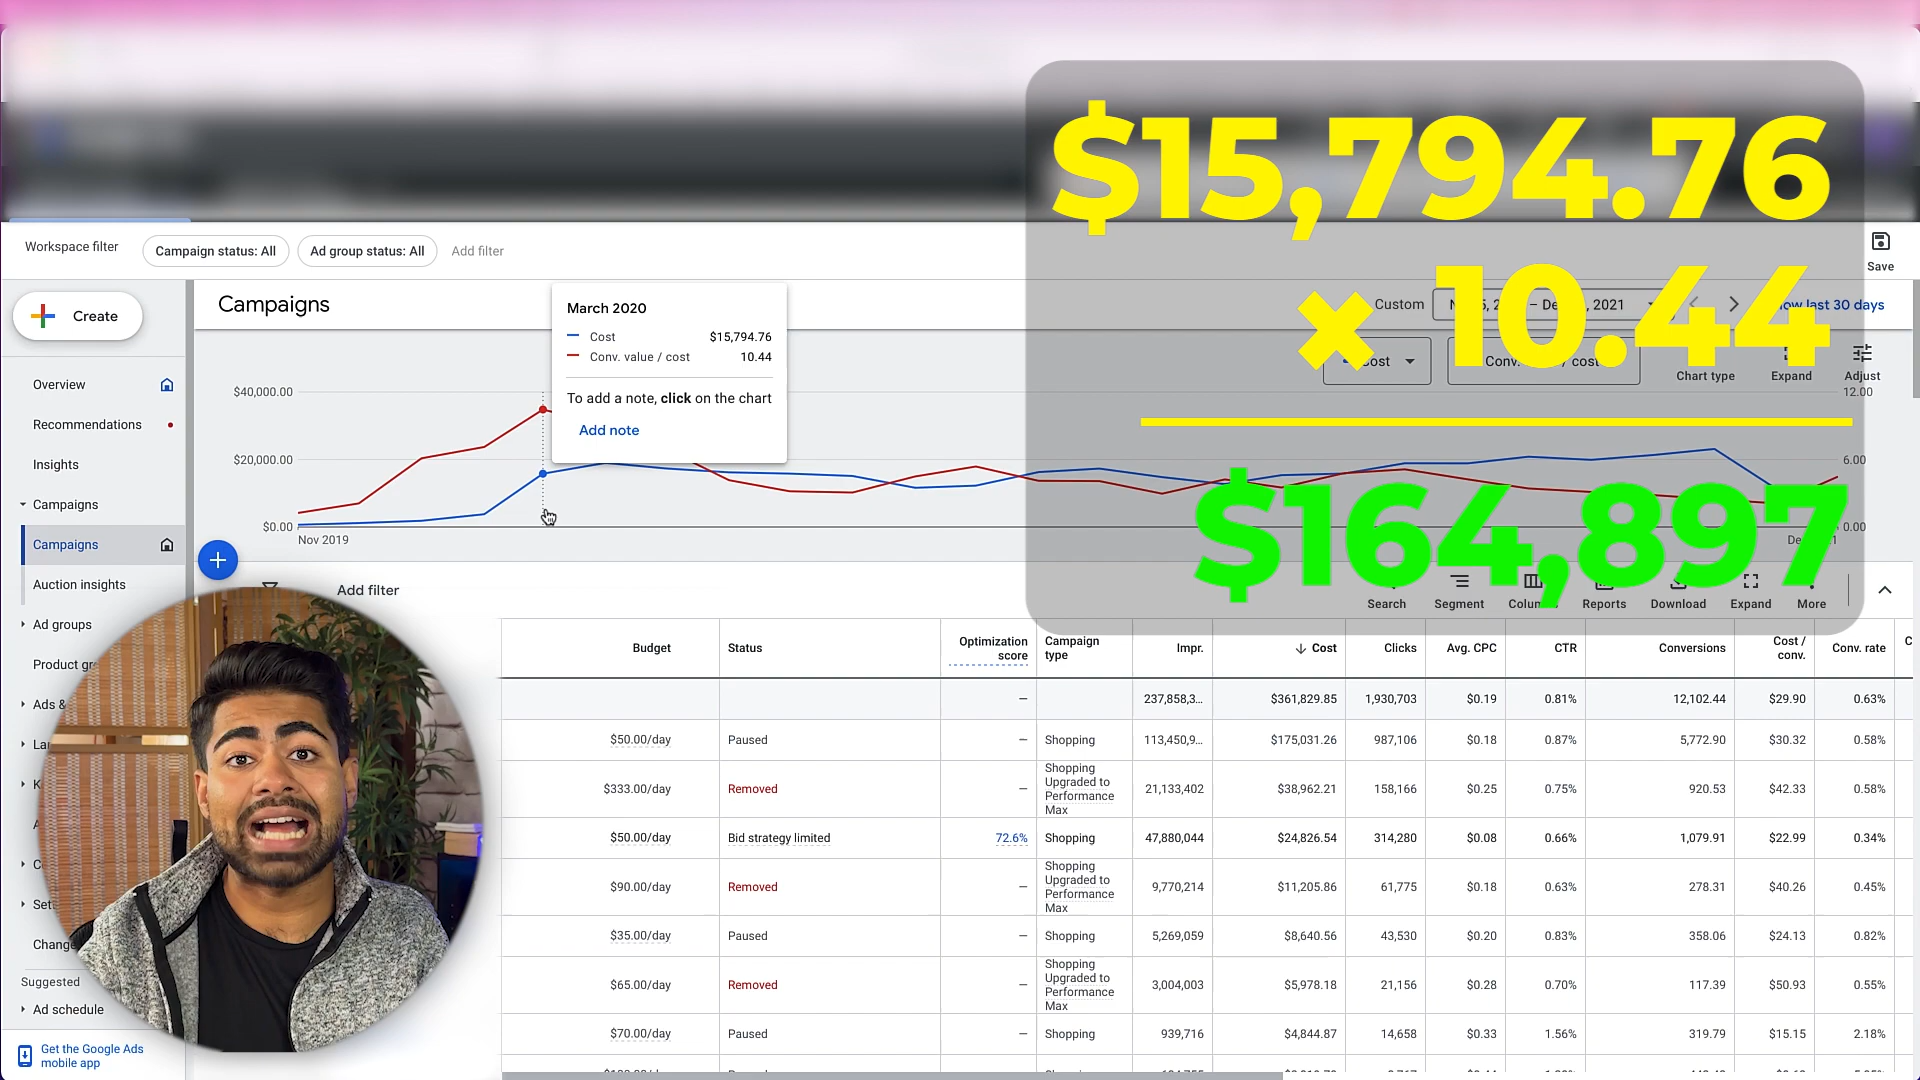 $15,794.76
× 10.44
$164,897
Workspace filter
Campaign status: All
Ad group status: All
Add filter
Save
Create
Campaigns
Custom
2021
last 30 days
March 2020
Cost $15,794.76
Conv. value / cost 10.44
To add a note, click on the chart
Add note
Chart type
Expand
Adjust
$40,000.00
$20,000.00
$0.00
12.00
6.00
0.00
Nov 2019
Overview
Recommendations
Insights
Campaigns
Campaigns
Auction insights
Ad groups
Product
Ads &
Change
Suggested
Ad schedule
Get the Google Ads
mobile app
Add filter
Search
Segment
Reports
Download
Expand
More
Budget Status Optimization score Campaign type Impr. Cost Clicks Avg. CPC CTR Conversions Cost / conv. Conv. rate
— 237,858,3... $361,829.85 1,930,703 $0.19 0.81% 12,102.44 $29.90 0.63%
$50.00/day Paused — Shopping 113,450,9... $175,031.26 987,106 $0.18 0.87% 5,772.90 $30.32 0.58%
$333.00/day Removed — Shopping Upgraded to Performance Max 21,133,402 $38,962.21 158,166 $0.25 0.75% 920.53 $42.33 0.58%
$50.00/day Bid strategy limited 72.6% Shopping 47,880,044 $24,826.54 314,280 $0.08 0.66% 1,079.91 $22.99 0.34%
$90.00/day Removed — Shopping Upgraded to Performance Max 9,770,214 $11,205.86 61,775 $0.18 0.63% 278.31 $40.26 0.45%
$35.00/day Paused — Shopping 5,269,059 $8,640.56 43,530 $0.20 0.83% 358.06 $24.13 0.82%
$65.00/day Removed — Shopping Upgraded to Performance Max 3,004,003 $5,978.18 21,156 $0.28 0.70% 117.39 $50.93 0.55%
$70.00/day Paused — Shopping 939,716 $4,844.87 14,658 $0.33 1.56% 319.79 $15.15 2.18%